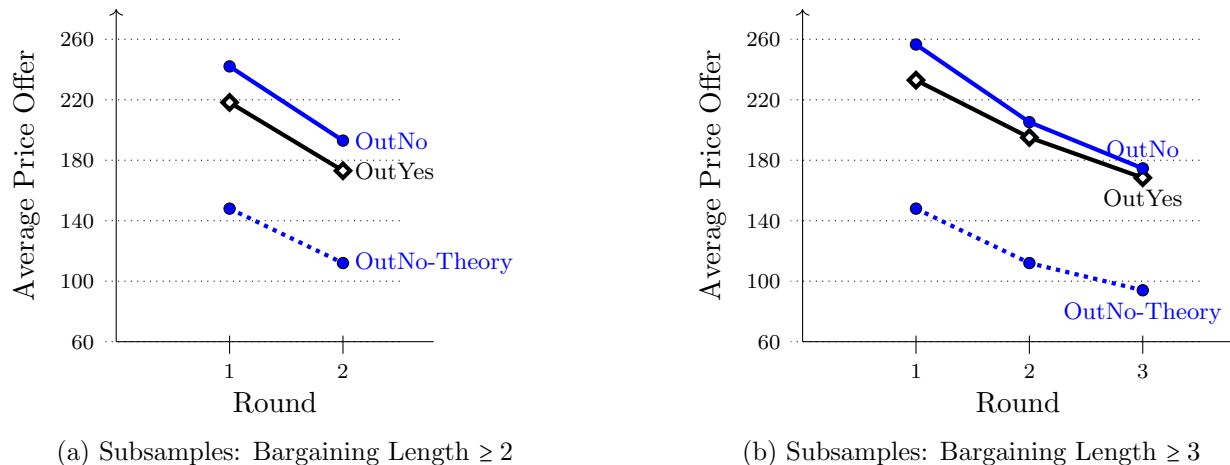 Average Price Offer
260
220
180
140
100
60
OutNo
OutYes
OutNo-Theory
1 2
Round
(a) Subsamples: Bargaining Length ≥ 2
Average Price Offer
260
220
180
140
100
60
OutNo
OutYes
OutNo-Theory
1 2 3
Round
(b) Subsamples: Bargaining Length ≥ 3